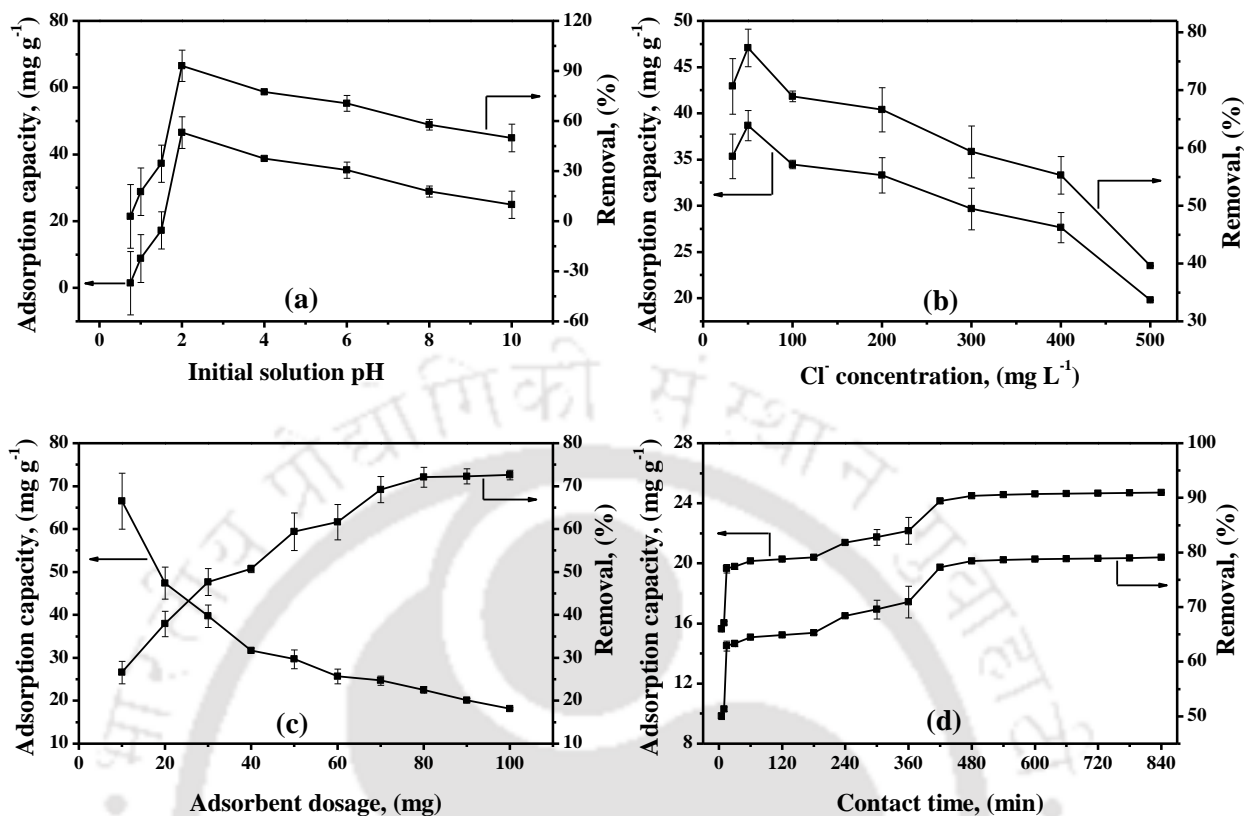 Adsorption capacity, (mg g⁻¹)
80
60
40
20
0
120
90
60
30
0
-30
-60
Removal, (%)
(a)
0 2 4 6 8 10
Initial solution pH
Adsorption capacity, (mg g⁻¹)
50
45
40
35
30
25
20
80
70
60
50
40
30
Removal, (%)
(b)
0 100 200 300 400 500
Cl⁻ concentration, (mg L⁻¹)
Adsorption capacity, (mg g⁻¹)
80
70
60
50
40
30
20
10
80
70
60
50
40
30
20
10
Removal, (%)
(c)
0 20 40 60 80 100
Adsorbent dosage, (mg)
Adsorption capacity, (mg g⁻¹)
28
24
20
16
12
8
100
90
80
70
60
50
Removal, (%)
(d)
0 120 240 360 480 600 720 840
Contact time, (min)